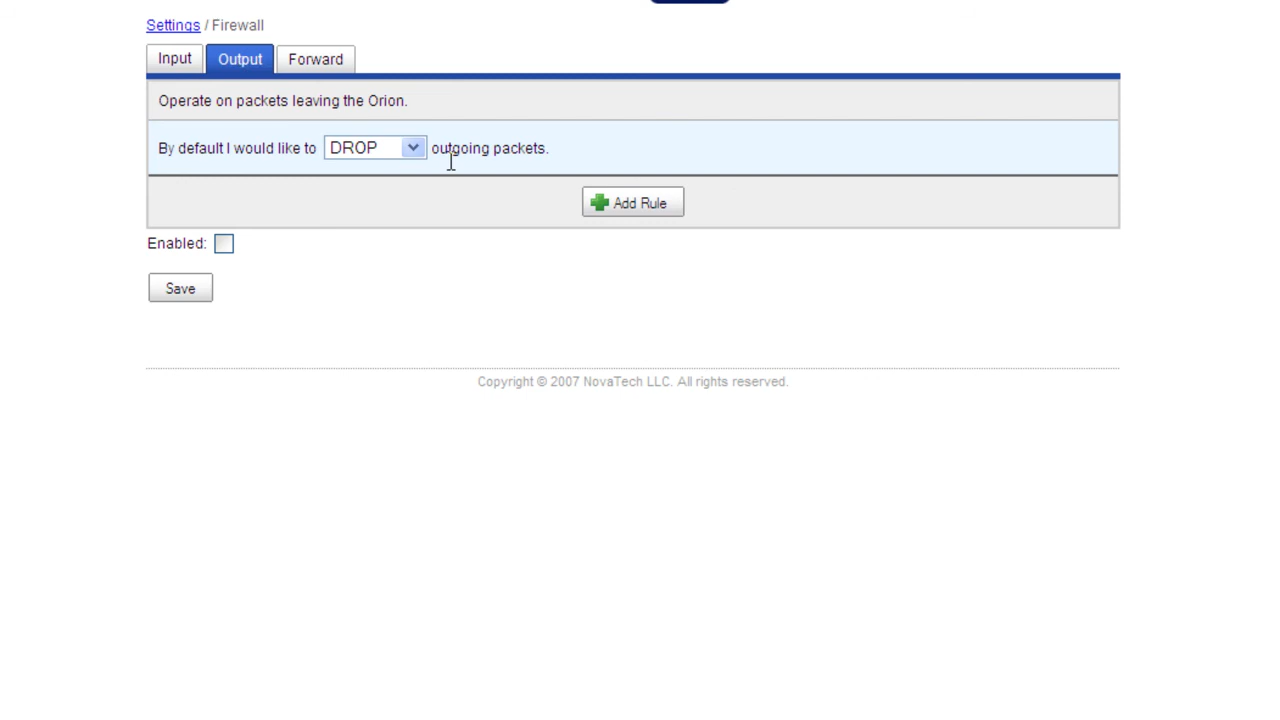 Settings / Firewall
Input Output Forward
Operate on packets leaving the Orion.
By default I would like to DROP outgoing packets.
Add Rule
Enabled:
Save
Copyright © 2007 NovaTech LLC. All rights reserved.